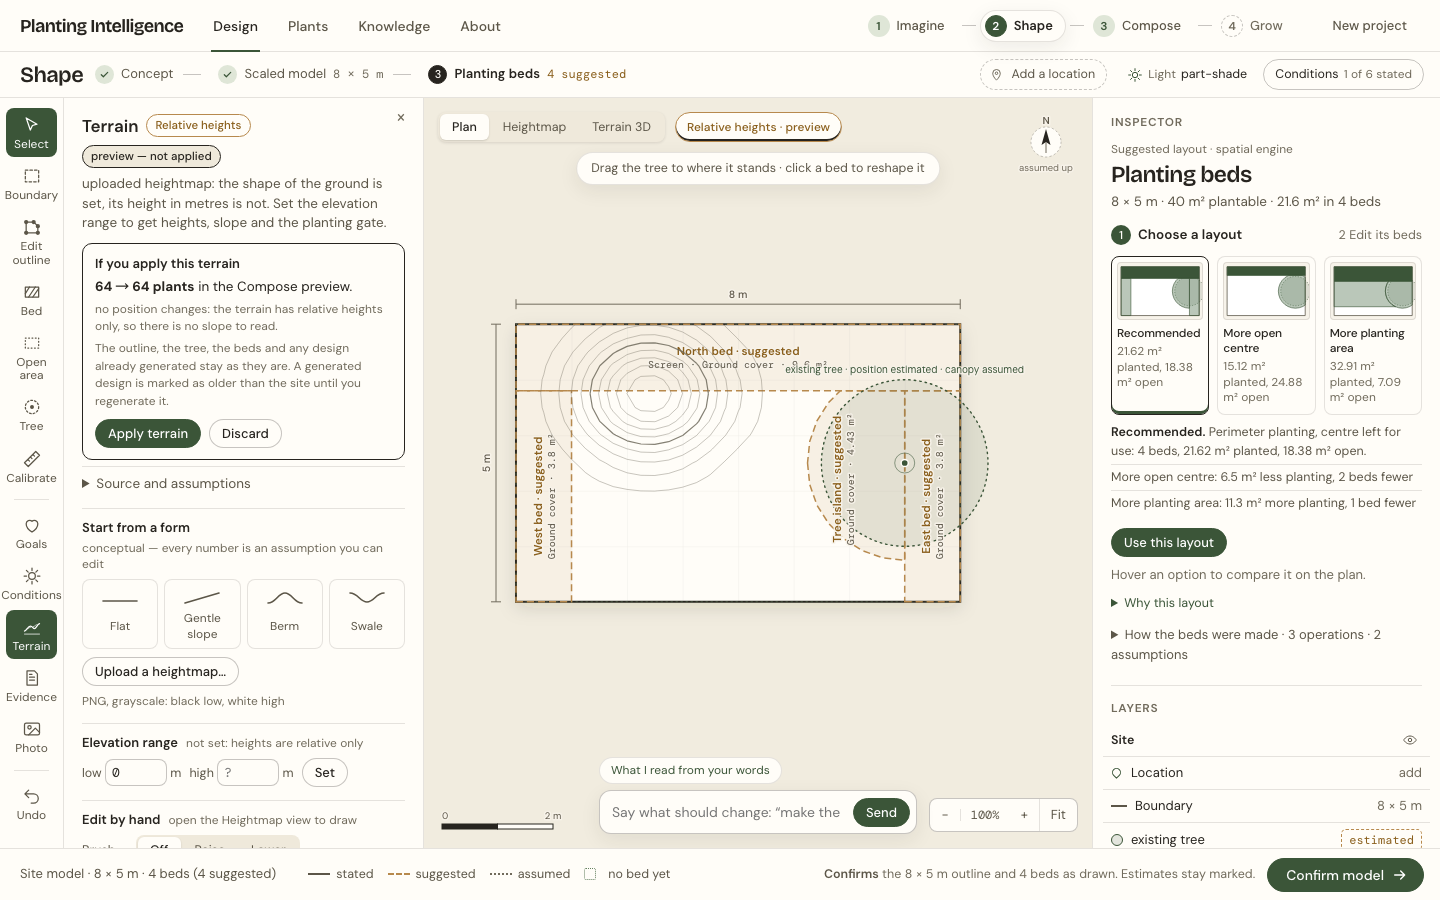 Planting Intelligence
Design
Plants
Knowledge
About
1 Imagine
2 Shape
3 Compose
4 Grow
New project
Shape
Concept
Scaled model 8 × 5 m
3 Planting beds 4 suggested
Add a location
Light part-shade
Conditions 1 of 6 stated
Select
Boundary
Edit
outline
Bed
Open
area
Tree
Calibrate
Goals
Conditions
Terrain
Evidence
Photo
Undo
Terrain
Relative heights
×
preview — not applied
uploaded heightmap: the shape of the ground is
set, its height in metres is not. Set the elevation
range to get heights, slope and the planting gate.
If you apply this terrain
64 → 64 plants in the Compose preview.
no position changes: the terrain has relative heights
only, so there is no slope to read.
The outline, the tree, the beds and any design
already generated stay as they are. A generated
design is marked as older than the site until you
regenerate it.
Apply terrain
Discard
Source and assumptions
Start from a form
conceptual — every number is an assumption you can
edit
Flat
Gentle
slope
Berm
Swale
Upload a heightmap…
PNG, grayscale: black low, white high
Elevation range not set: heights are relative only
low 0 m high ? m Set
Edit by hand open the Heightmap view to draw
Plan
Heightmap
Terrain 3D
Relative heights · preview
N
assumed up
Drag the tree to where it stands · click a bed to reshape it
8 m
5 m
North bed · suggested
Screen · Ground cover ·
existing tree · position estimated · canopy assumed
West bed · suggested
Ground cover · 3.8 m²
Tree island · suggested
Ground cover · 4.43 m²
East bed · suggested
Ground cover · 3.8 m²
What I read from your words
Say what should change: “make the
Send
0 2 m
− 100% + Fit
INSPECTOR
Suggested layout · spatial engine
Planting beds
8 × 5 m · 40 m² plantable · 21.6 m² in 4 beds
1 Choose a layout
2 Edit its beds
Recommended
21.62 m²
planted, 18.38
m² open
More open
centre
15.12 m²
planted, 24.88
m² open
More planting
area
32.91 m²
planted, 7.09
m² open
Recommended. Perimeter planting, centre left for
use: 4 beds, 21.62 m² planted, 18.38 m² open.
More open centre: 6.5 m² less planting, 2 beds fewer
More planting area: 11.3 m² more planting, 1 bed fewer
Use this layout
Hover an option to compare it on the plan.
Why this layout
How the beds were made · 3 operations · 2
assumptions
LAYERS
Site
Location add
Boundary 8 × 5 m
existing tree estimated
Site model · 8 × 5 m · 4 beds (4 suggested)
stated
suggested
assumed
no bed yet
Confirms the 8 × 5 m outline and 4 beds as drawn. Estimates stay marked.
Confirm model →